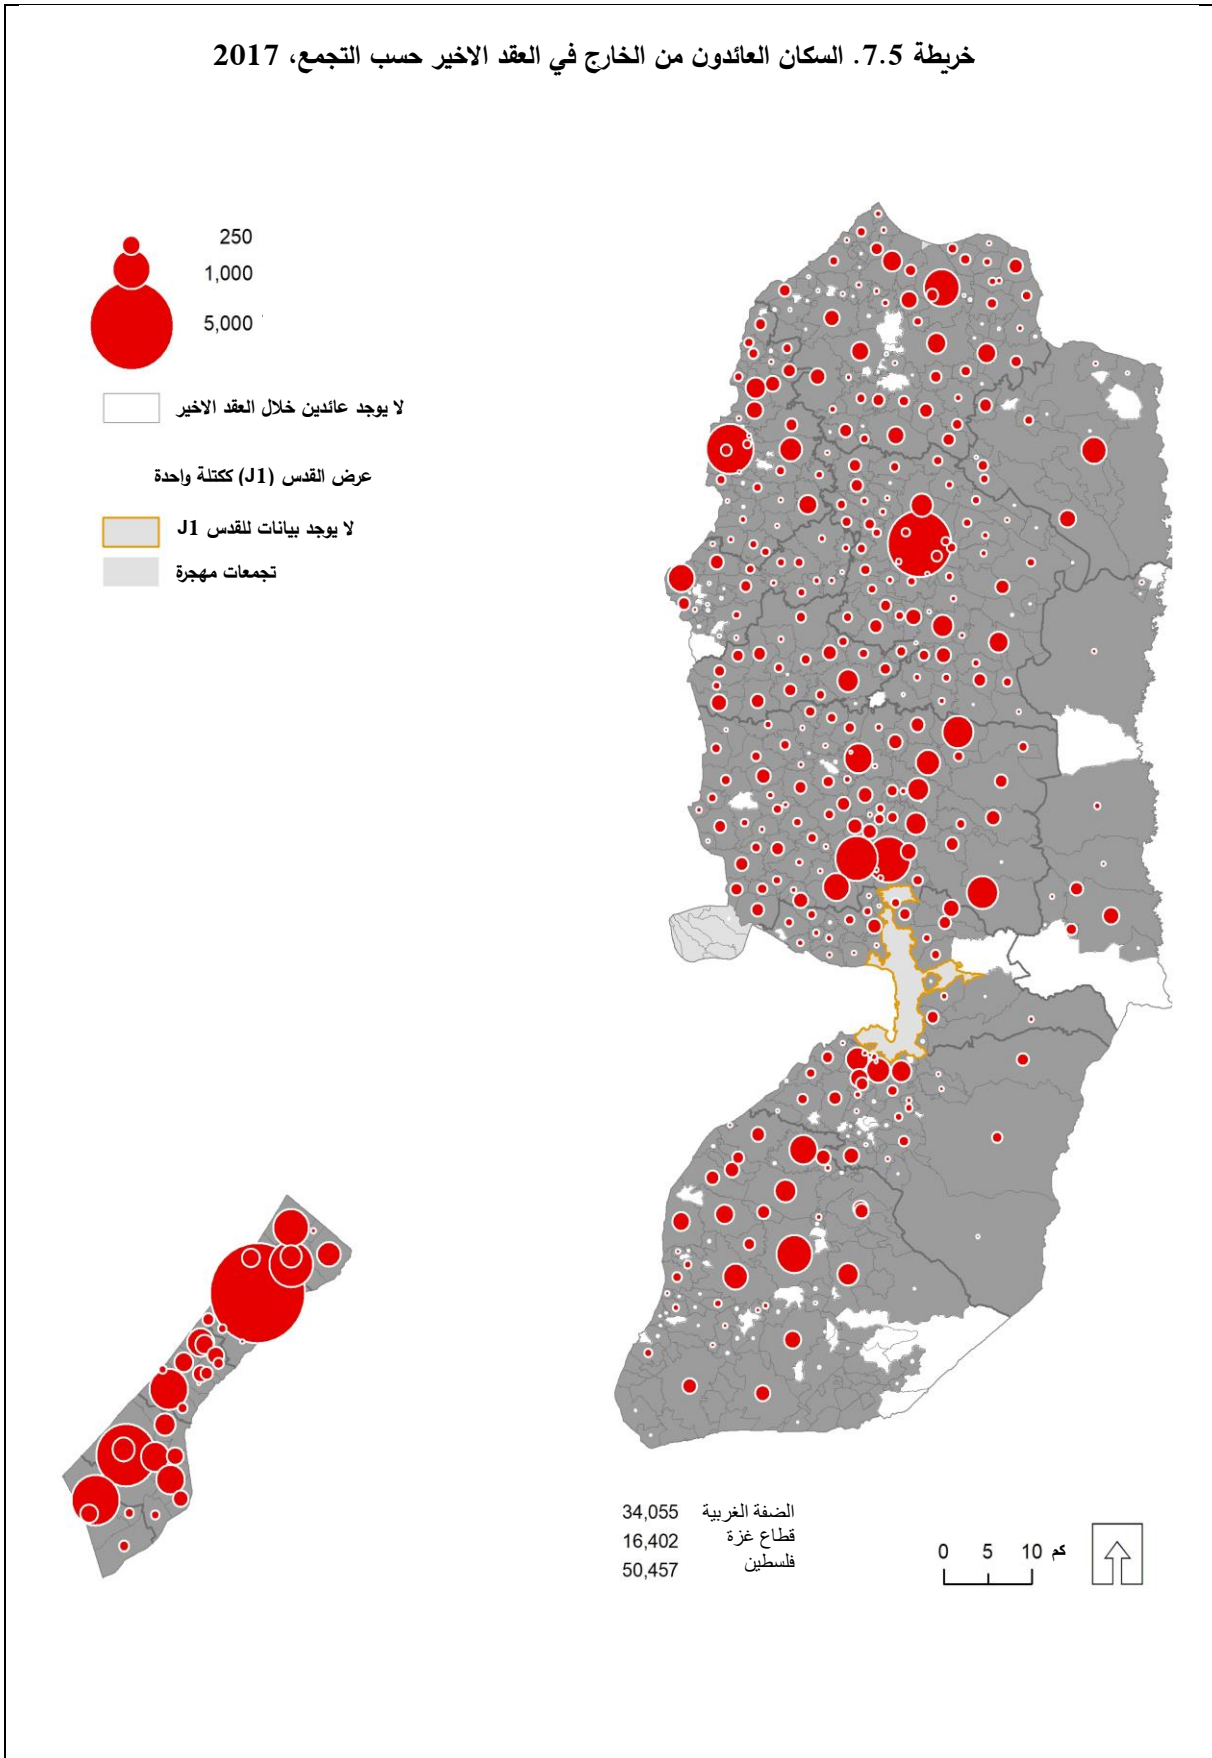 خريطة 7.5. السكان العائدون من الخارج في العقد الاخير حسب التجمع، 2017
250
1,000
5,000
لا يوجد عائدين خلال العقد الاخير
عرض القدس (J1) ككتلة واحدة
لا يوجد بيانات للقدس J1
تجمعات مهجرة
الضفة الغربية 34,055
قطاع غزة 16,402
فلسطين 50,457
0 5 10 كم